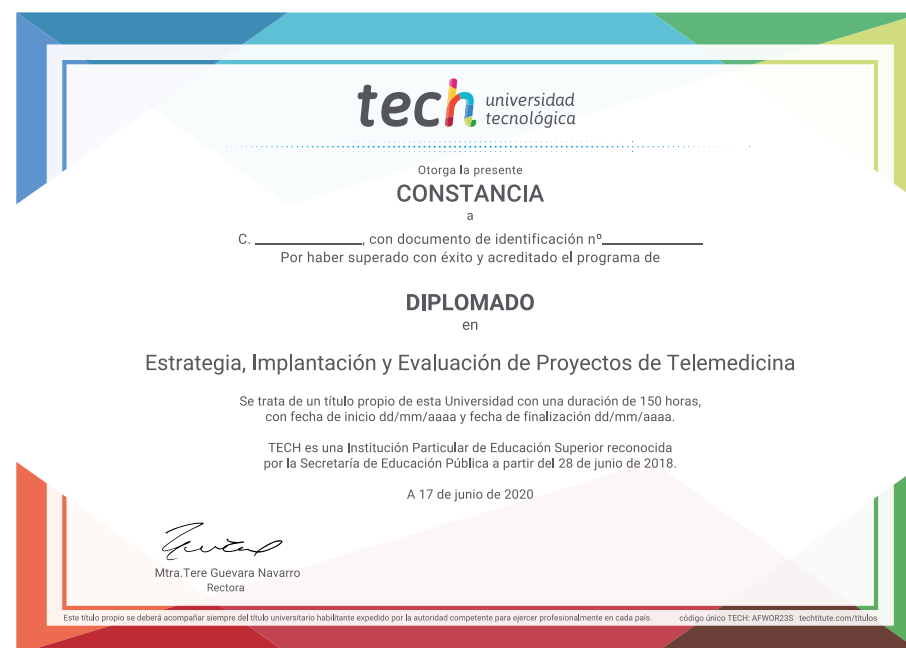 tech universidad
tecnológica
Otorga la presente
CONSTANCIA
a
C. ____________, con documento de identificación nº____________
Por haber superado con éxito y acreditado el programa de
DIPLOMADO
en
Estrategia, Implantación y Evaluación de Proyectos de Telemedicina
Se trata de un título propio de esta Universidad con una duración de 150 horas,
con fecha de inicio dd/mm/aaaa y fecha de finalización dd/mm/aaaa.
TECH es una Institución Particular de Educación Superior reconocida
por la Secretaría de Educación Pública a partir del 28 de junio de 2018.
A 17 de junio de 2020
Mtra.Tere Guevara Navarro
Rectora
Este título propio se deberá acompañar siempre del título universitario habilitante expedido por la autoridad competente para ejercer profesionalmente en cada país. código único TECH: AFWOR23S techtitute.com/titulos